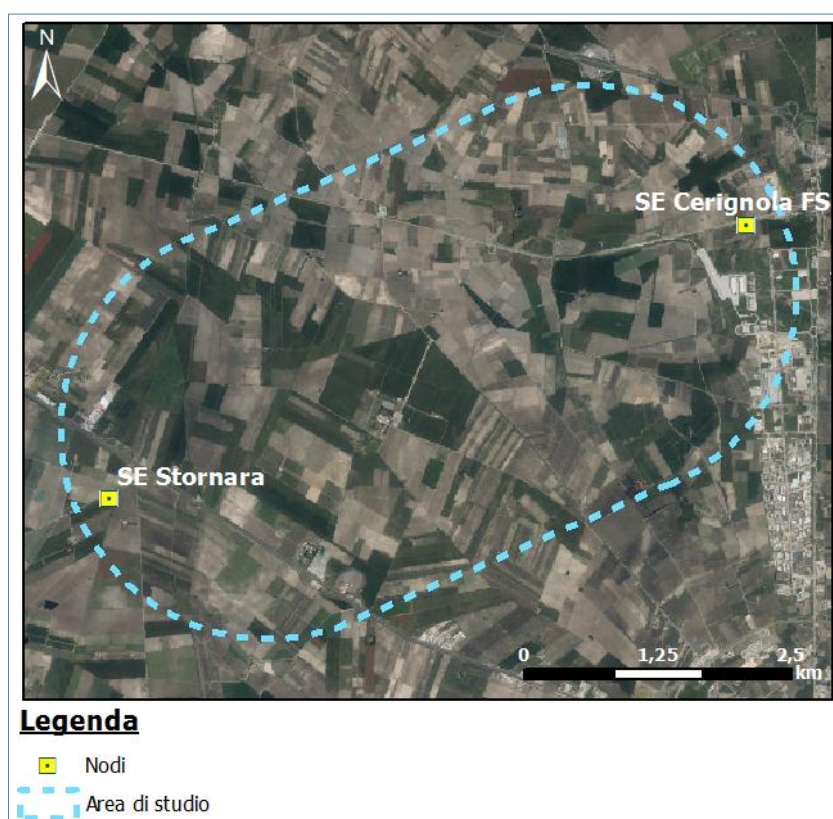 N
SE Cerignola FS
SE Stornara
0 1,25 2,5
km
Legenda
Nodi
Area di studio